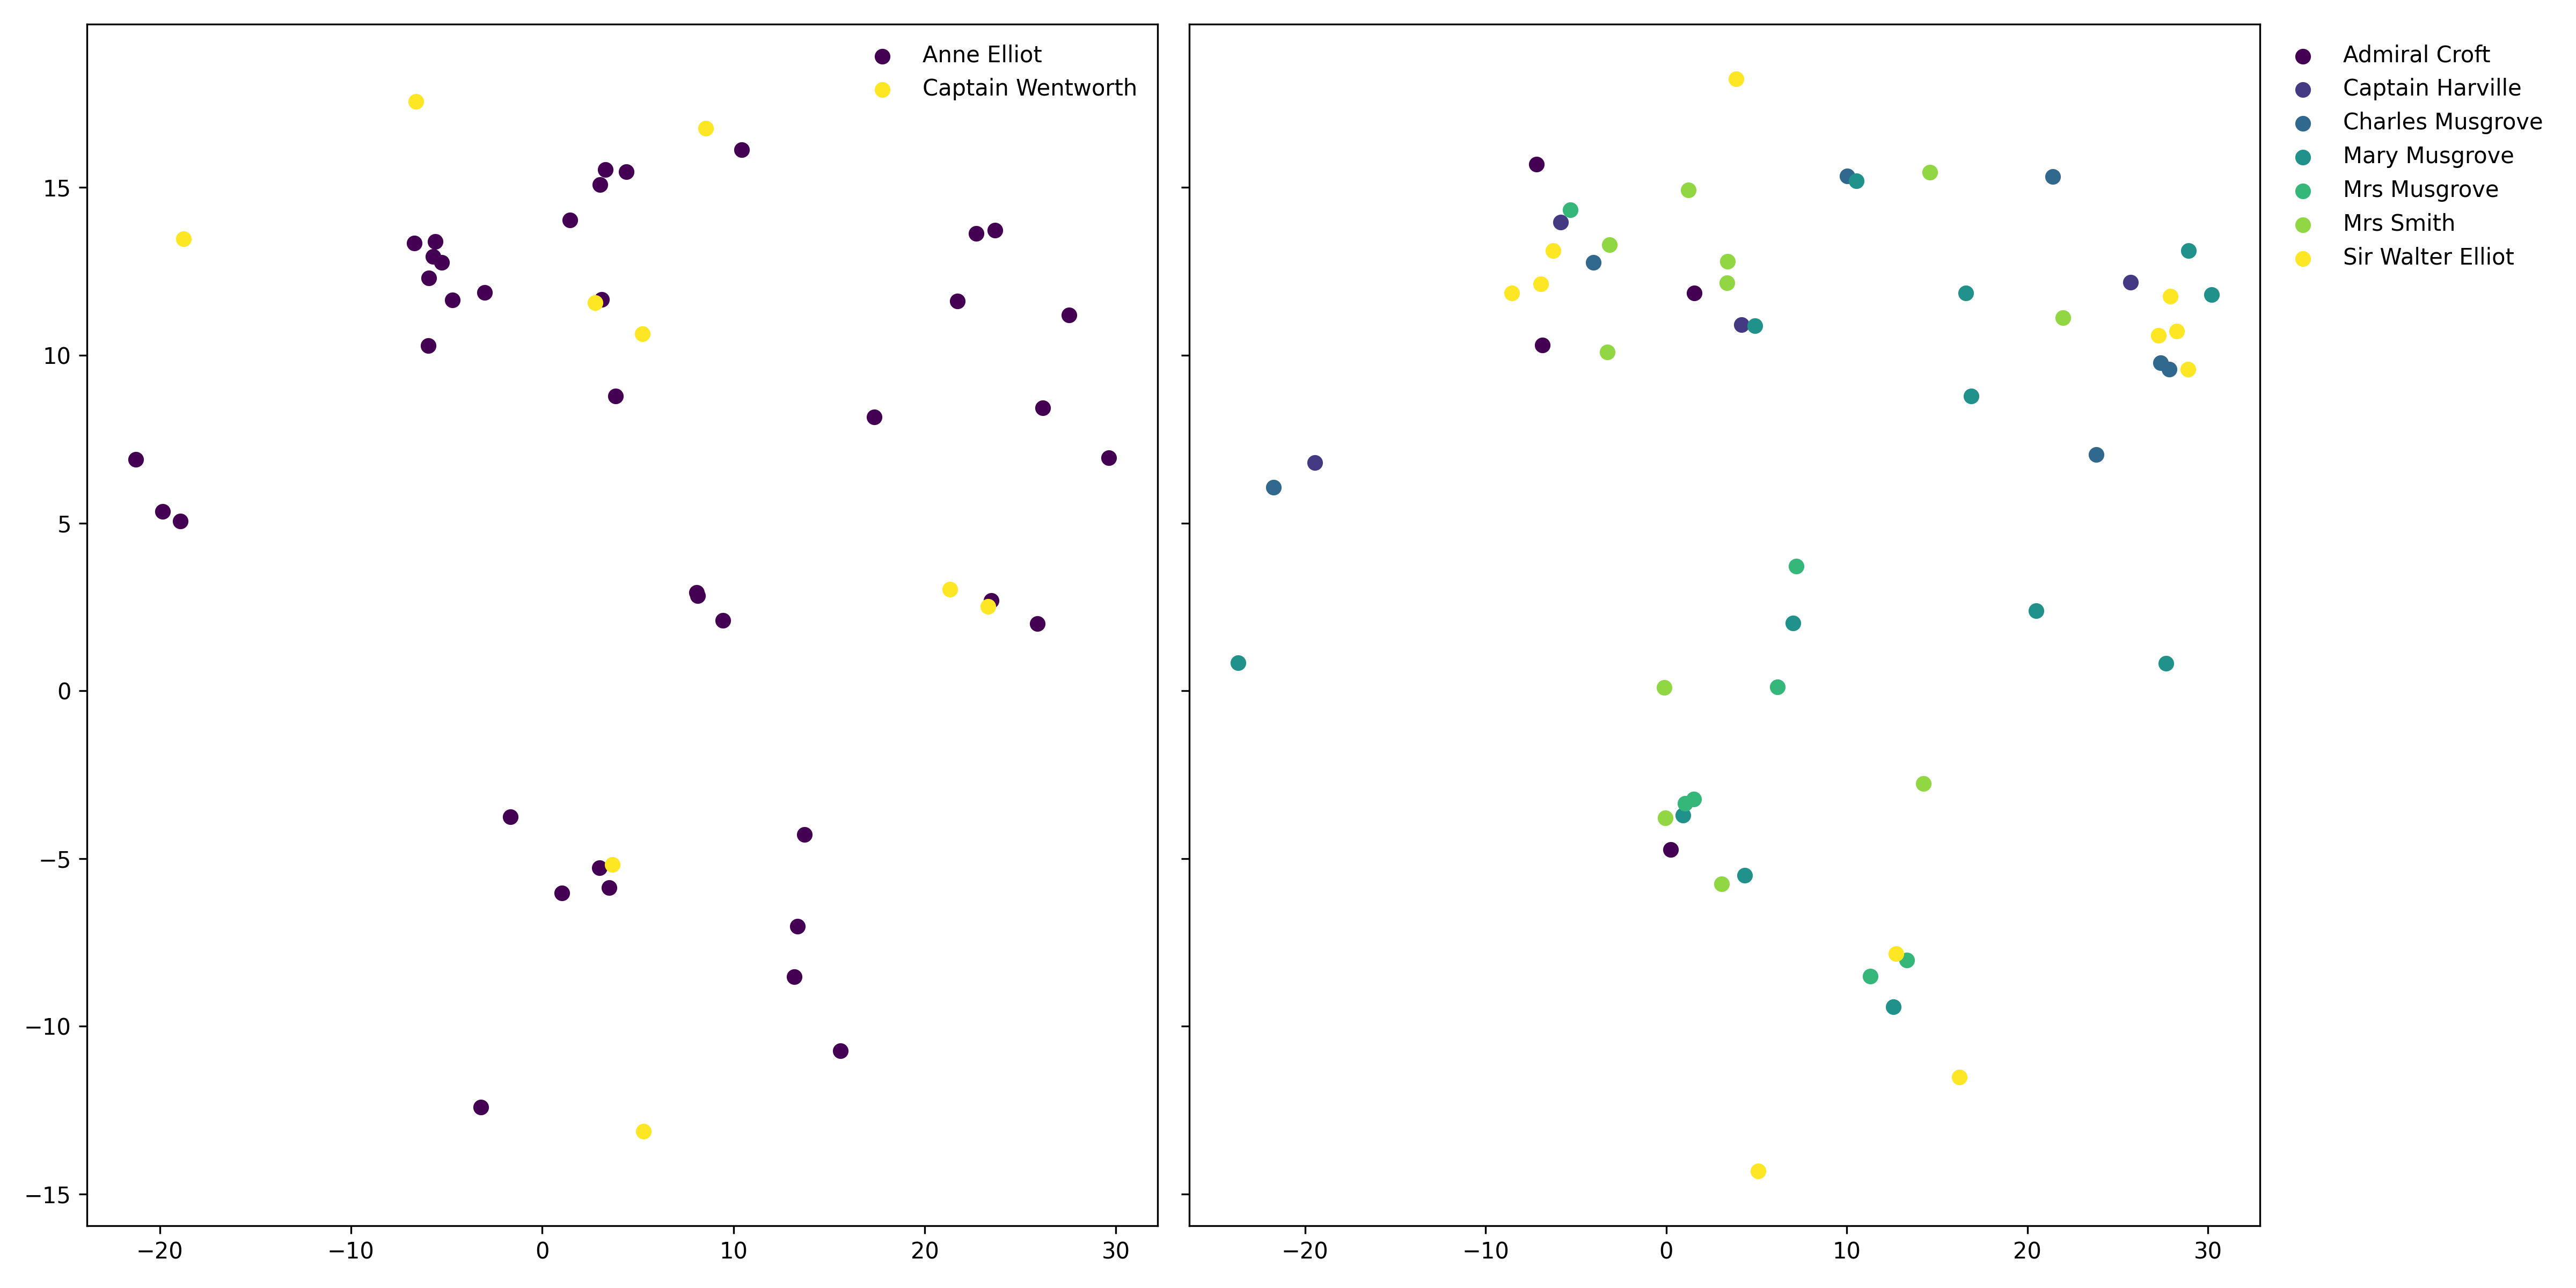 Anne Elliot
Captain Wentworth
Admiral Croft
Captain Harville
Charles Musgrove
Mary Musgrove
Mrs Musgrove
Mrs Smith
Sir Walter Elliot
15
10
5
0
−5
−10
−15
−20 −10 0 10 20 30
−20 −10 0 10 20 30